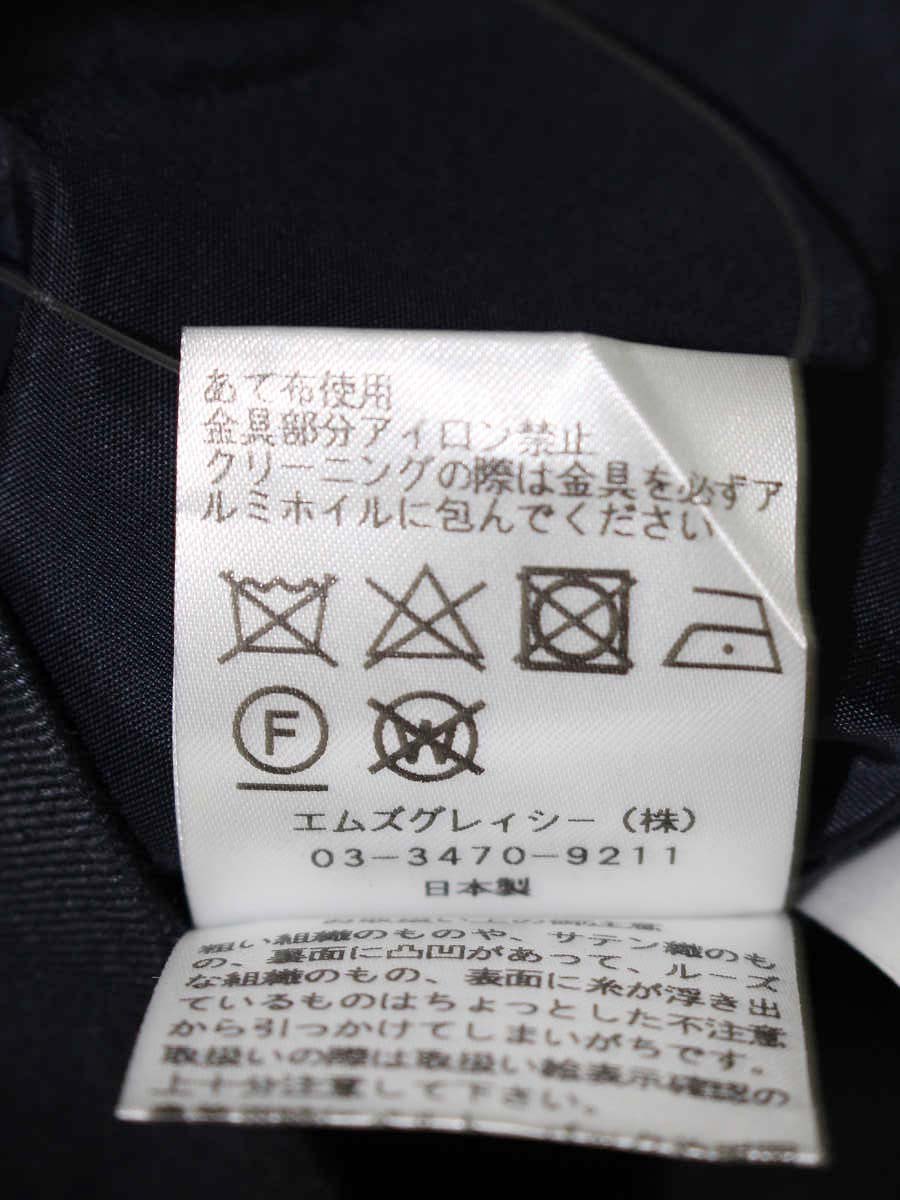 あて布使用
金具部分アイロン禁止
クリーニングの際は金具を必ずア
ルミホイルに包んでください
F
W
エムズグレイシー（株）
03-3470-9211
日本製
粗い組織のものや、サテン織のも
の、裏面に凸凹があって、ルーズ
な組織のもの、表面に糸が浮き出
ているものはちょっとした不注意
から引っかけてしまいがちです。
取扱いの際は取扱い絵表示確認の
上十分注意して下さい。